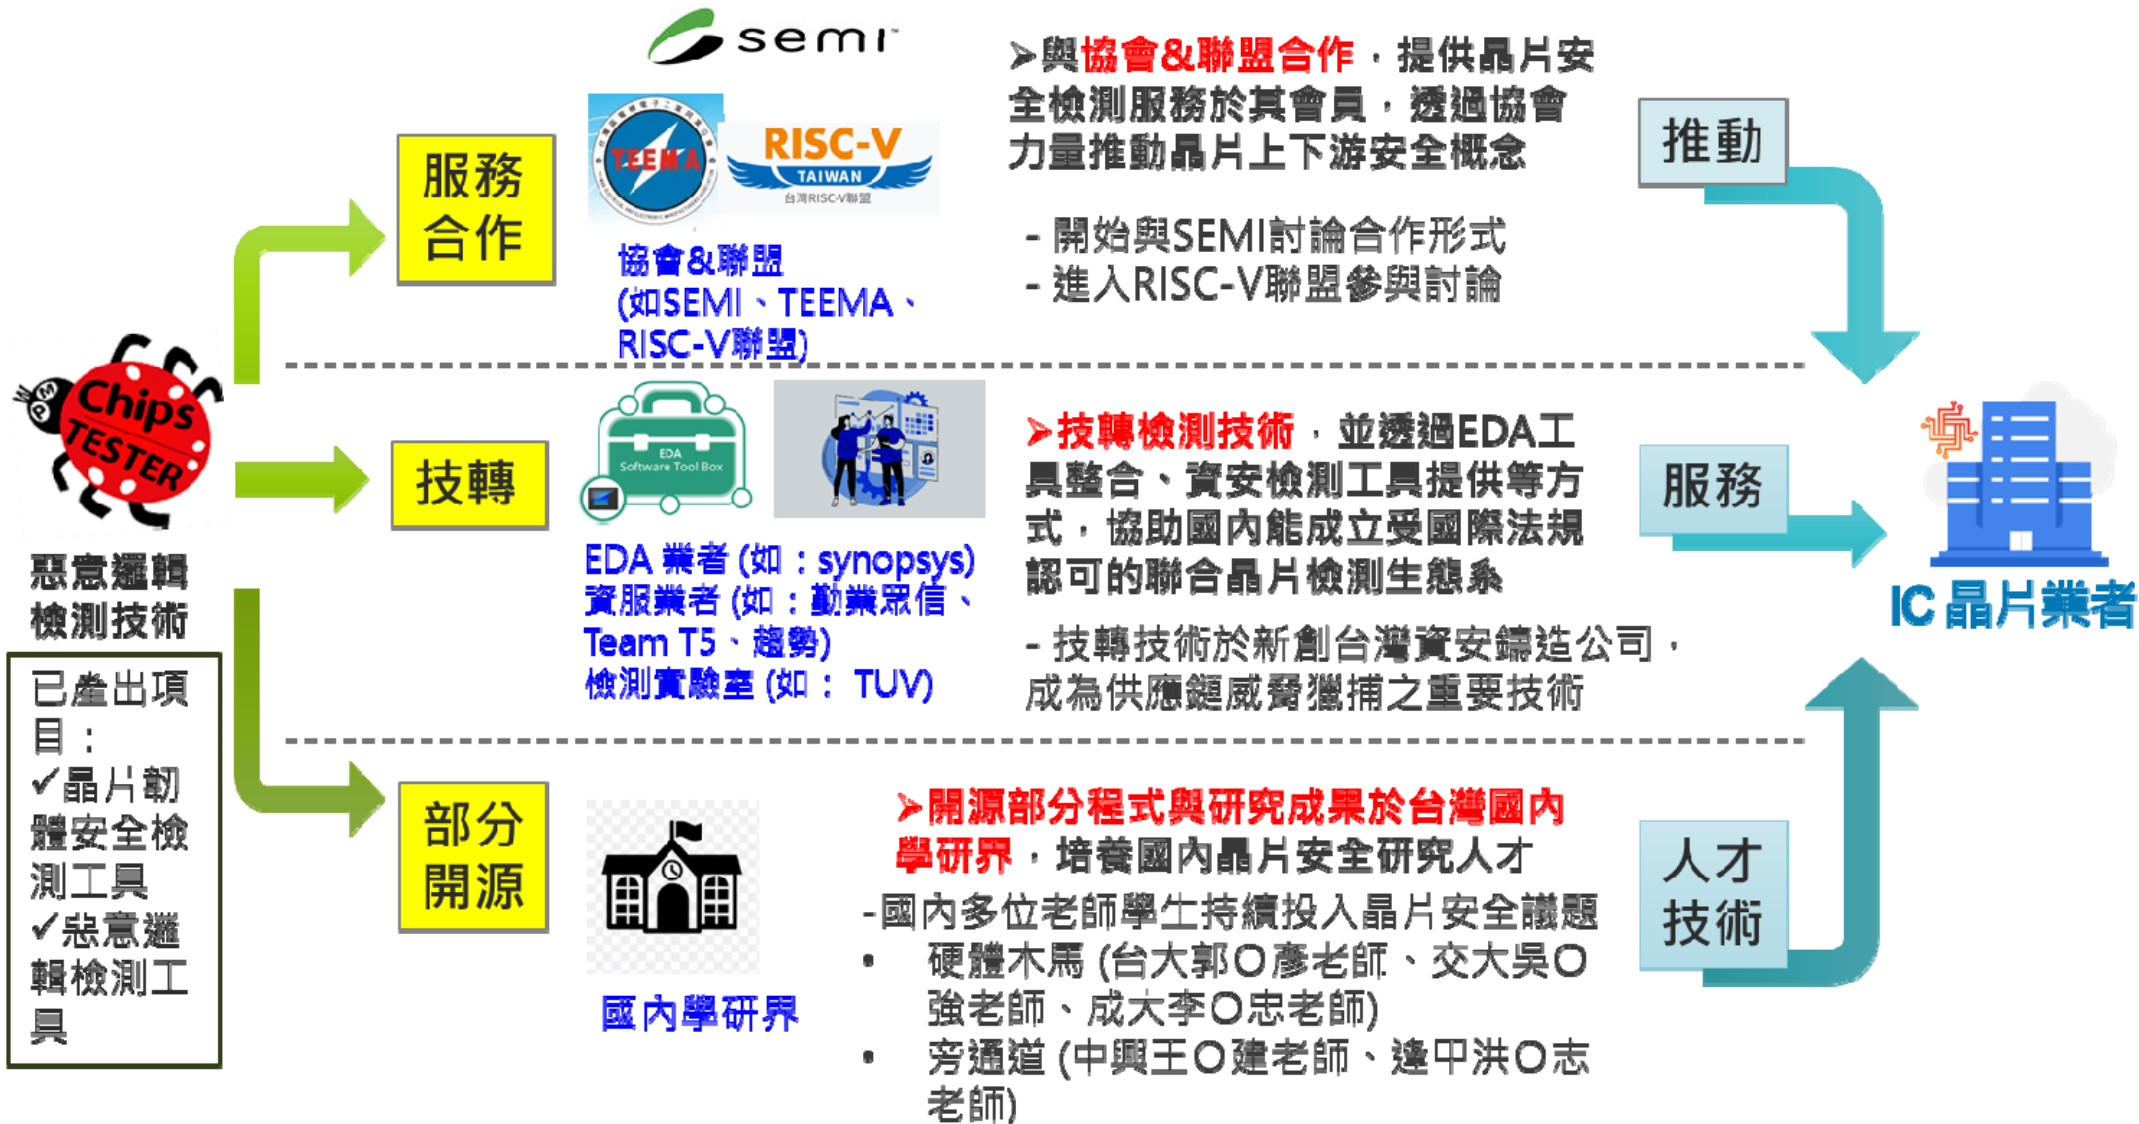 semi
TEEMA
RISC-V
TAIWAN
台灣RISC-V聯盟
服務
合作
協會&聯盟
(如SEMI、TEEMA、
RISC-V聯盟)
➢與協會&聯盟合作，提供晶片安
全檢測服務於其會員，透過協會
力量推動晶片上下游安全概念
- 開始與SEMI討論合作形式
- 進入RISC-V聯盟參與討論
推動
Chips
TESTER
惡意邏輯
檢測技術
已產出項
目：
✓晶片韌
體安全檢
測工具
✓惡意邏
輯檢測工
具
技轉
EDA
Software Tool Box
EDA 業者 (如：synopsys)
資服業者 (如：勤業眾信、
Team T5、趨勢)
檢測實驗室 (如： TUV)
➢技轉檢測技術，並透過EDA工
具整合、資安檢測工具提供等方
式，協助國內能成立受國際法規
認可的聯合晶片檢測生態系
- 技轉技術於新創台灣資安鑄造公司，
成為供應鏈威脅獵捕之重要技術
服務
IC 晶片業者
部分
開源
國內學研界
➢開源部分程式與研究成果於台灣國內
學研界，培養國內晶片安全研究人才
-國內多位老師學生持續投入晶片安全議題
• 硬體木馬 (台大郭O彥老師、交大吳O
強老師、成大李O忠老師)
• 旁通道 (中興王O建老師、逢甲洪O志
老師)
人才
技術